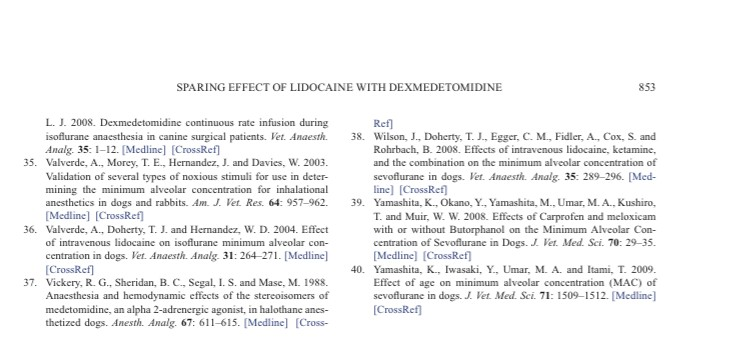 SPARING EFFECT OF LIDOCAINE WITH DEXMEDETOMIDINE 853
L. J. 2008. Dexmedetomidine continuous rate infusion during
isoflurane anaesthesia in canine surgical patients. Vet. Anaesth.
Analg. 35: 1–12. [Medline] [CrossRef]
35. Valverde, A., Morey, T. E., Hernandez, J. and Davies, W. 2003.
Validation of several types of noxious stimuli for use in deter-
mining the minimum alveolar concentration for inhalational
anesthetics in dogs and rabbits. Am. J. Vet. Res. 64: 957–962.
[Medline] [CrossRef]
36. Valverde, A., Doherty, T. J. and Hernandez, W. D. 2004. Effect
of intravenous lidocaine on isoflurane minimum alveolar con-
centration in dogs. Vet. Anaesth. Analg. 31: 264–271. [Medline]
[CrossRef]
37. Vickery, R. G., Sheridan, B. C., Segal, I. S. and Mase, M. 1988.
Anaesthesia and hemodynamic effects of the stereoisomers of
medetomidine, an alpha 2-adrenergic agonist, in halothane anes-
thetized dogs. Anesth. Analg. 67: 611–615. [Medline] [Cross-
Ref]
38. Wilson, J., Doherty, T. J., Egger, C. M., Fidler, A., Cox, S. and
Rohrbach, B. 2008. Effects of intravenous lidocaine, ketamine,
and the combination on the minimum alveolar concentration of
sevoflurane in dogs. Vet. Anaesth. Analg. 35: 289–296. [Med-
line] [CrossRef]
39. Yamashita, K., Okano, Y., Yamashita, M., Umar, M. A., Kushiro,
T. and Muir, W. W. 2008. Effects of Carprofen and meloxicam
with or without Butorphanol on the Minimum Alveolar Con-
centration of Sevoflurane in Dogs. J. Vet. Med. Sci. 70: 29–35.
[Medline] [CrossRef]
40. Yamashita, K., Iwasaki, Y., Umar, M. A. and Itami, T. 2009.
Effect of age on minimum alveolar concentration (MAC) of
sevoflurane in dogs. J. Vet. Med. Sci. 71: 1509–1512. [Medline]
[CrossRef]